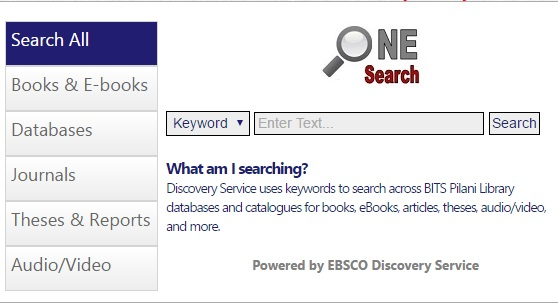 Search All
Books & E-books
Databases
Journals
Theses & Reports
Audio/Video
ONE
Search
Keyword ▼ Enter Text... Search
What am I searching?
Discovery Service uses keywords to search across BITS Pilani Library
databases and catalogues for books, eBooks, articles, theses, audio/video,
and more.
Powered by EBSCO Discovery Service